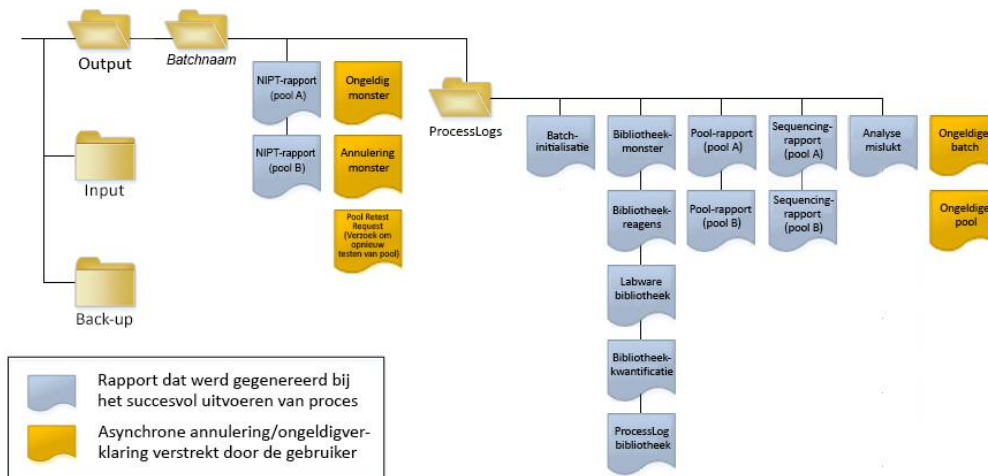 Output
Batchnaam
Input
Back-up
NIPT-rapport
(pool A)
NIPT-rapport
(pool B)
Ongeldig
monster
Annulering
monster
Pool Retest
Request
(Verzoek om
opnieuw
testen van pool)
ProcessLogs
Batch-
initialisatie
Bibliotheek-
monster
Bibliotheek-
reagens
Labware
bibliotheek
Bibliotheek-
kwantificatie
ProcessLog
bibliotheek
Pool-rapport
(pool A)
Pool-rapport
(pool B)
Sequencing-
rapport
(pool A)
Sequencing-
rapport
(pool B)
Analyse
mislukt
Ongeldige
batch
Ongeldige
pool
Rapport dat werd gegenereerd bij
het succesvol uitvoeren van proces
Asynchrone annulering/ongeldigver-
klaring verstrekt door de gebruiker